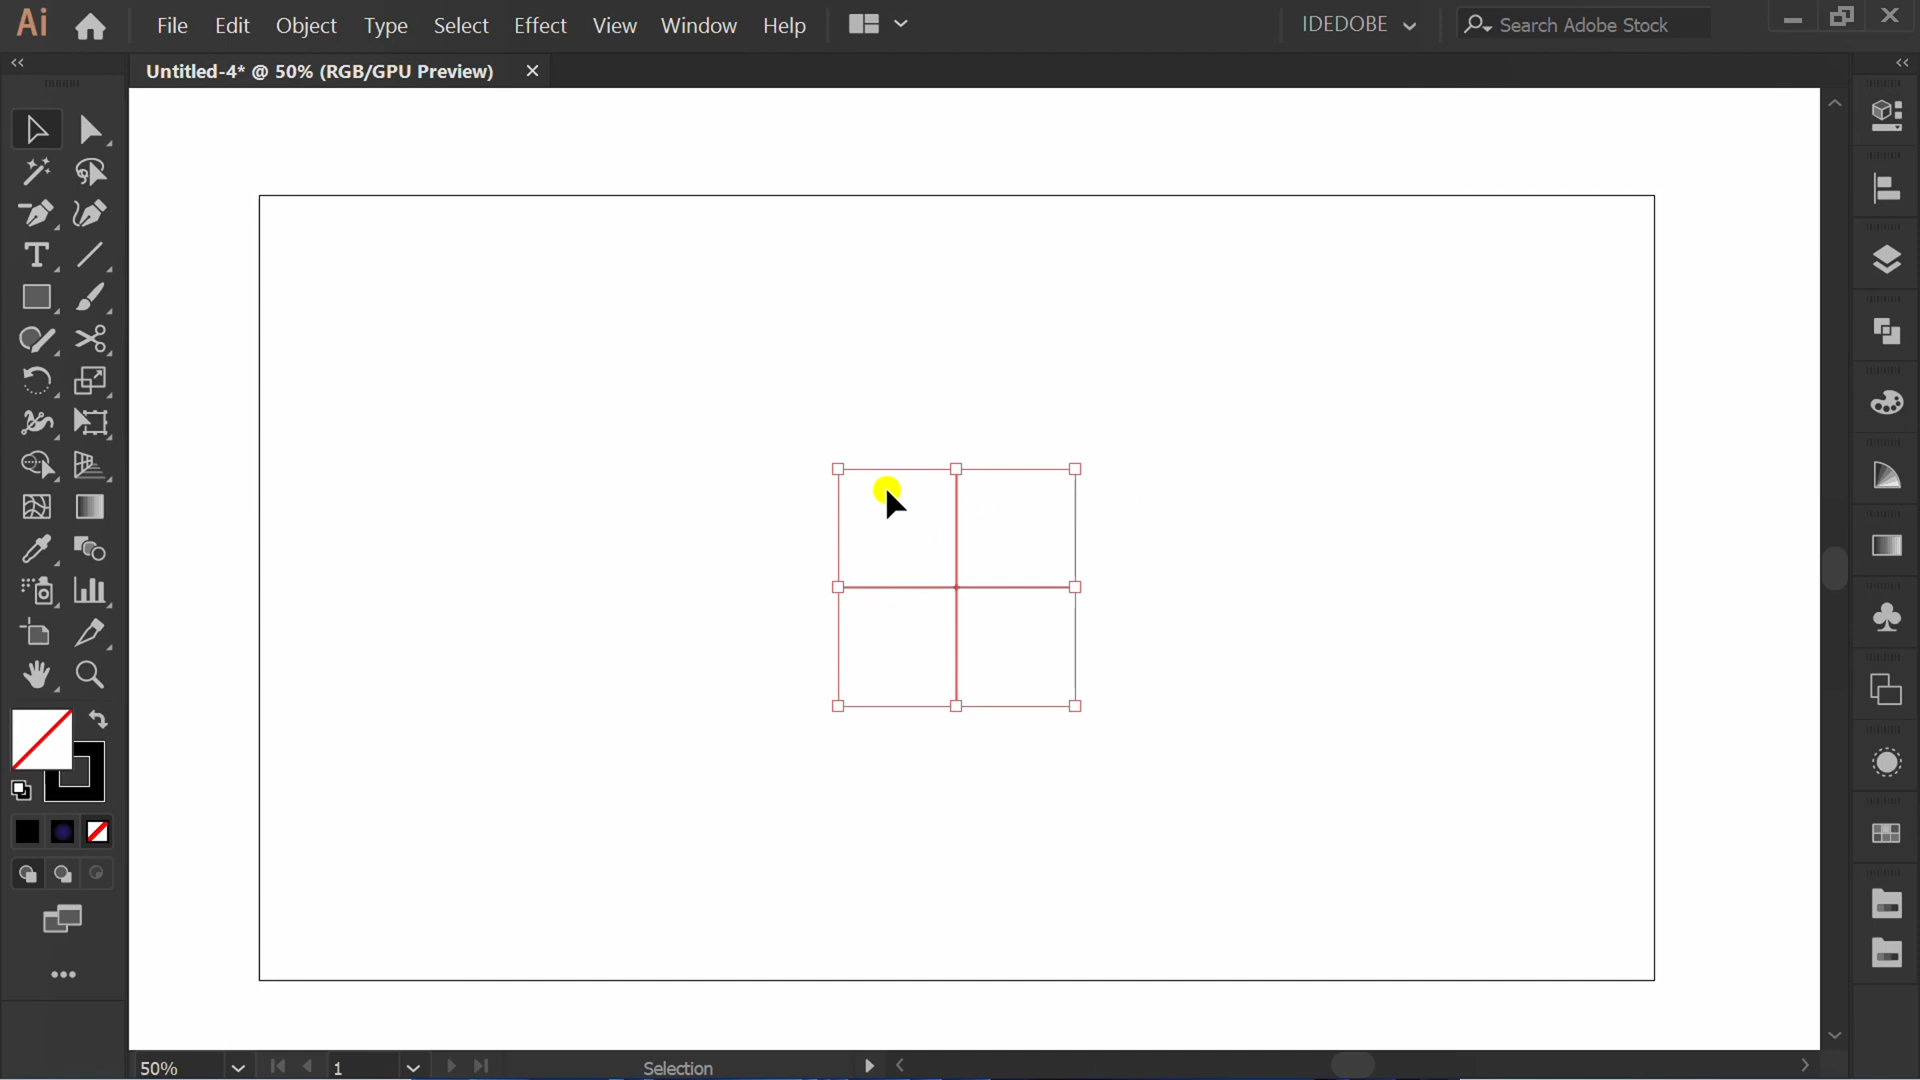 Ai File Edit Object Type Select Effect View Window Help IDEDOBE Search Adobe Stock
Untitled-4* @ 50% (RGB/GPU Preview)
50% 1 Selection